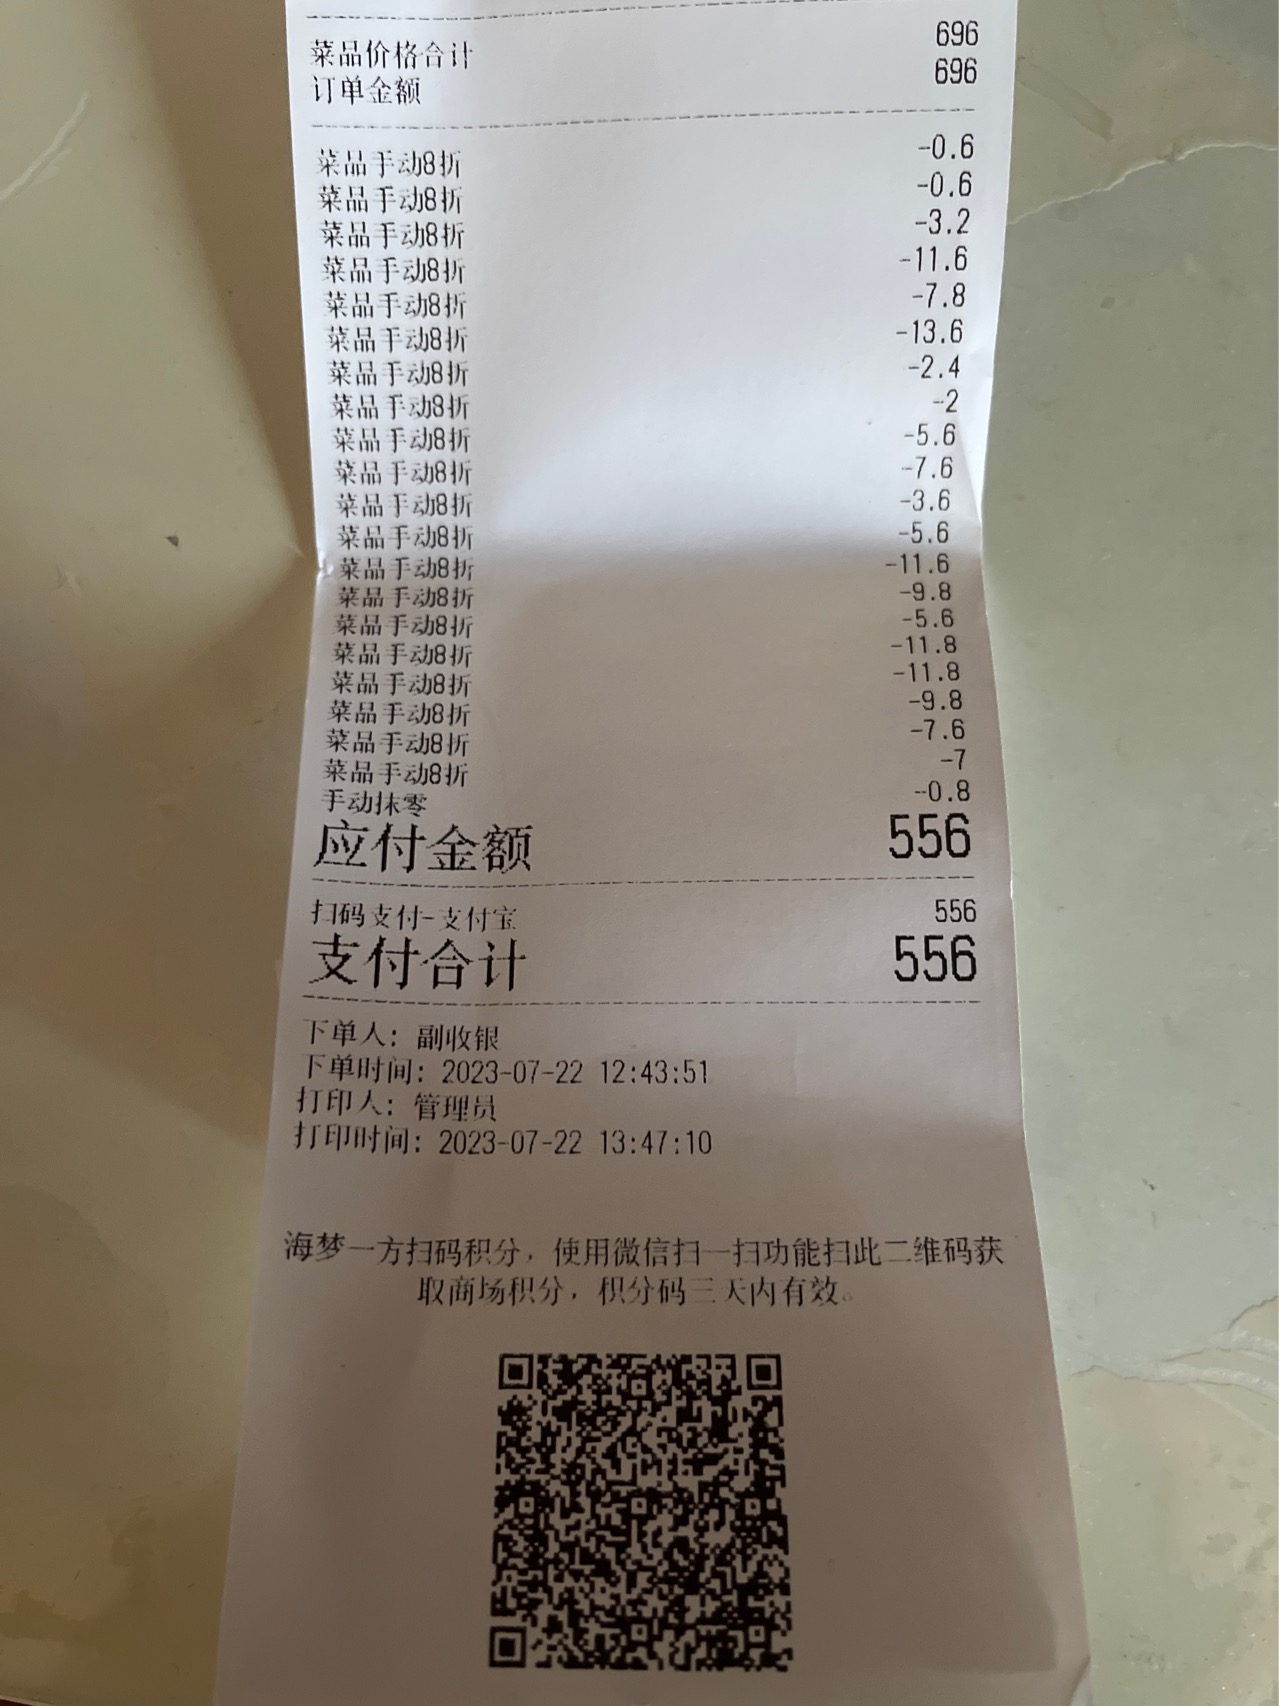 菜品价格合计 696
订单金额 696
菜品手动8折 -0.6
菜品手动8折 -0.6
菜品手动8折 -3.2
菜品手动8折 -11.6
菜品手动8折 -7.8
菜品手动8折 -13.6
菜品手动8折 -2.4
菜品手动8折 -2
菜品手动8折 -5.6
菜品手动8折 -7.6
菜品手动8折 -3.6
菜品手动8折 -5.6
菜品手动8折 -11.6
菜品手动8折 -9.8
菜品手动8折 -5.6
菜品手动8折 -11.8
菜品手动8折 -11.8
菜品手动8折 -9.8
菜品手动8折 -7.6
菜品手动8折 -7
手动抹零 --0.8
应付金额 556
扫码支付-支付宝 556
支付合计 556
下单人: 副收银
下单时间: 2023-07-22 12:43:51
打印人: 管理员
打印时间: 2023-07-22 13:47:10
海梦一方扫码积分，使用微信扫一扫功能扫此二维码获
取商场积分，积分码三天内有效。